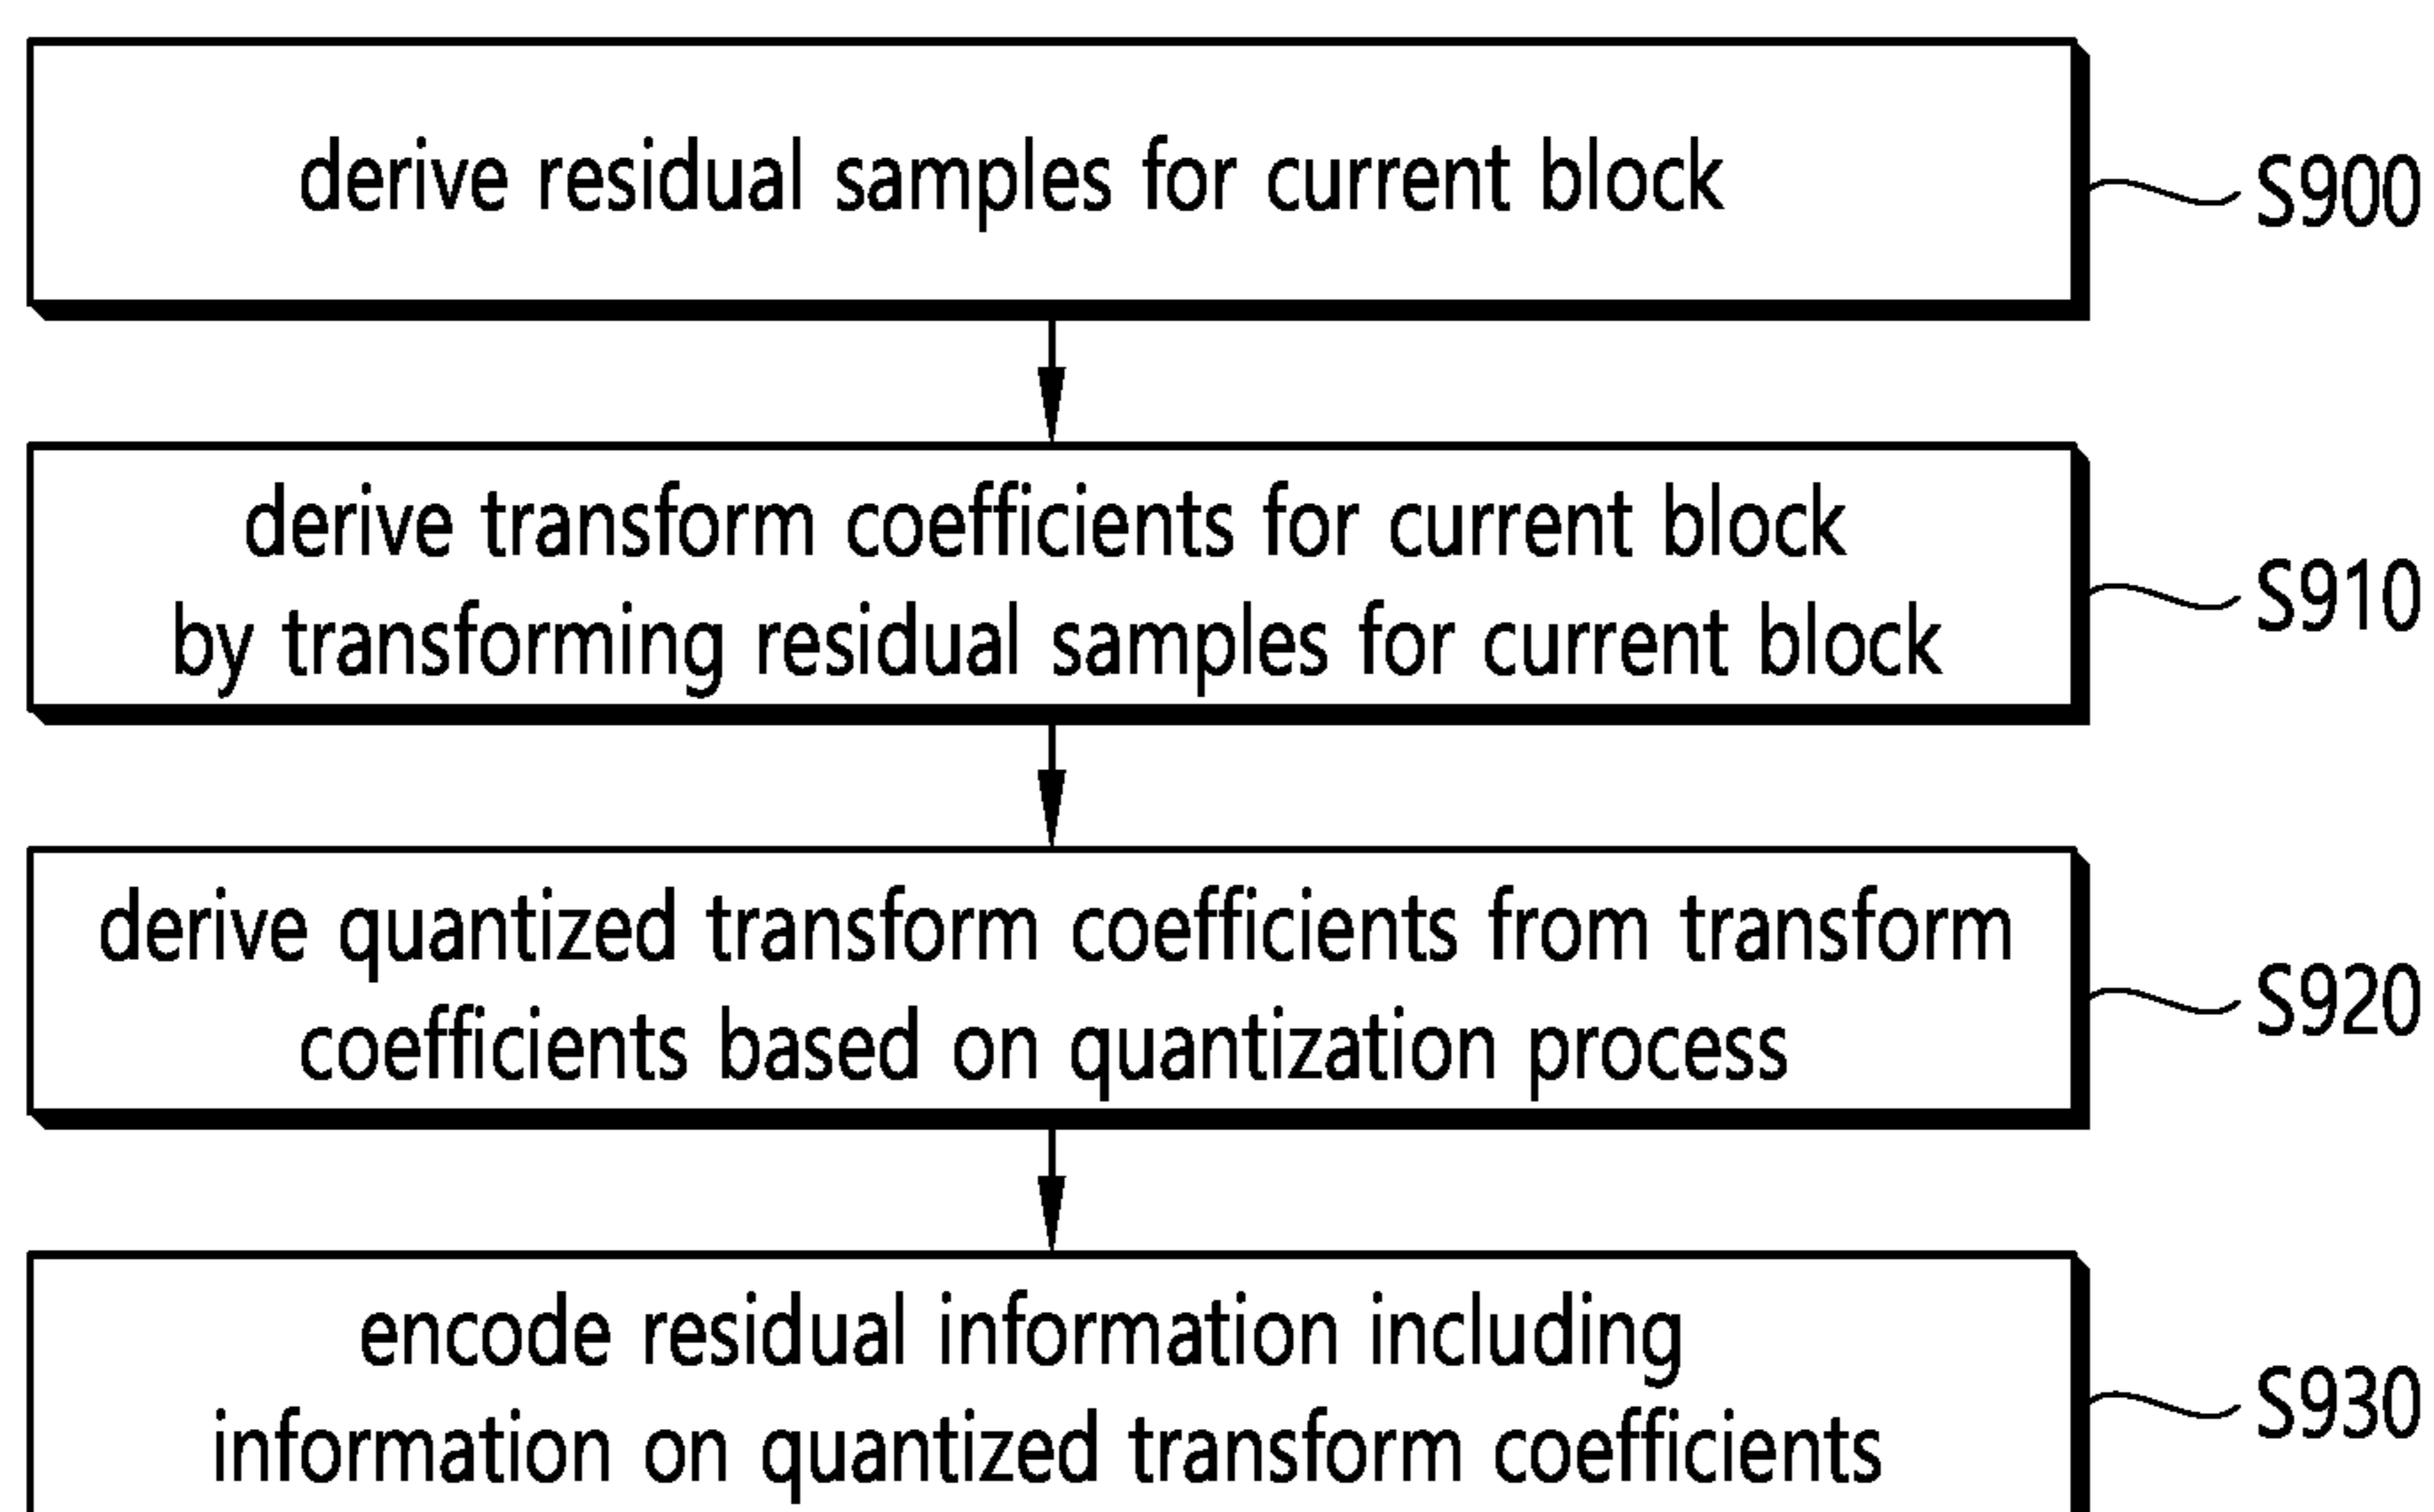 derive residual samples for current block
S900
derive transform coefficients for current block
by transforming residual samples for current block
S910
derive quantized transform coefficients from transform
coefficients based on quantization process
S920
encode residual information including
information on quantized transform coefficients
S930